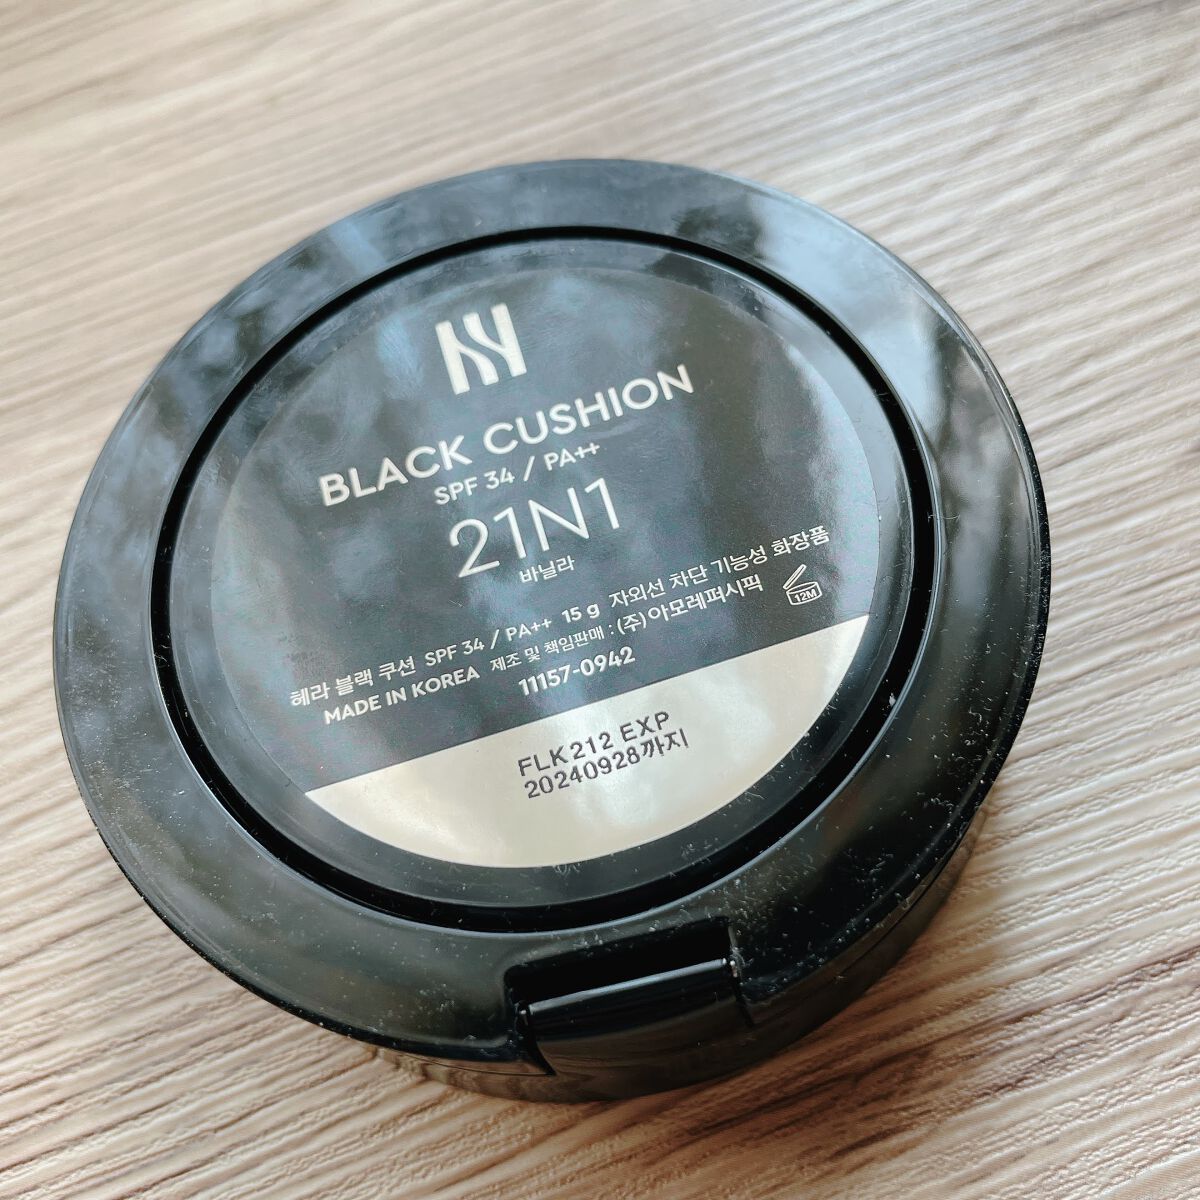 BLACK CUSHION
SPF 34 / PA++
21N1
바닐라
헤라 블랙 쿠션 SPF 34 / PA++ 15 g 자외선 차단 기능성 화장품
MADE IN KOREA 제조 및 책임판매 : (주)아모레퍼시픽
12M
11157-0942
FLK212 EXP
20240928까지